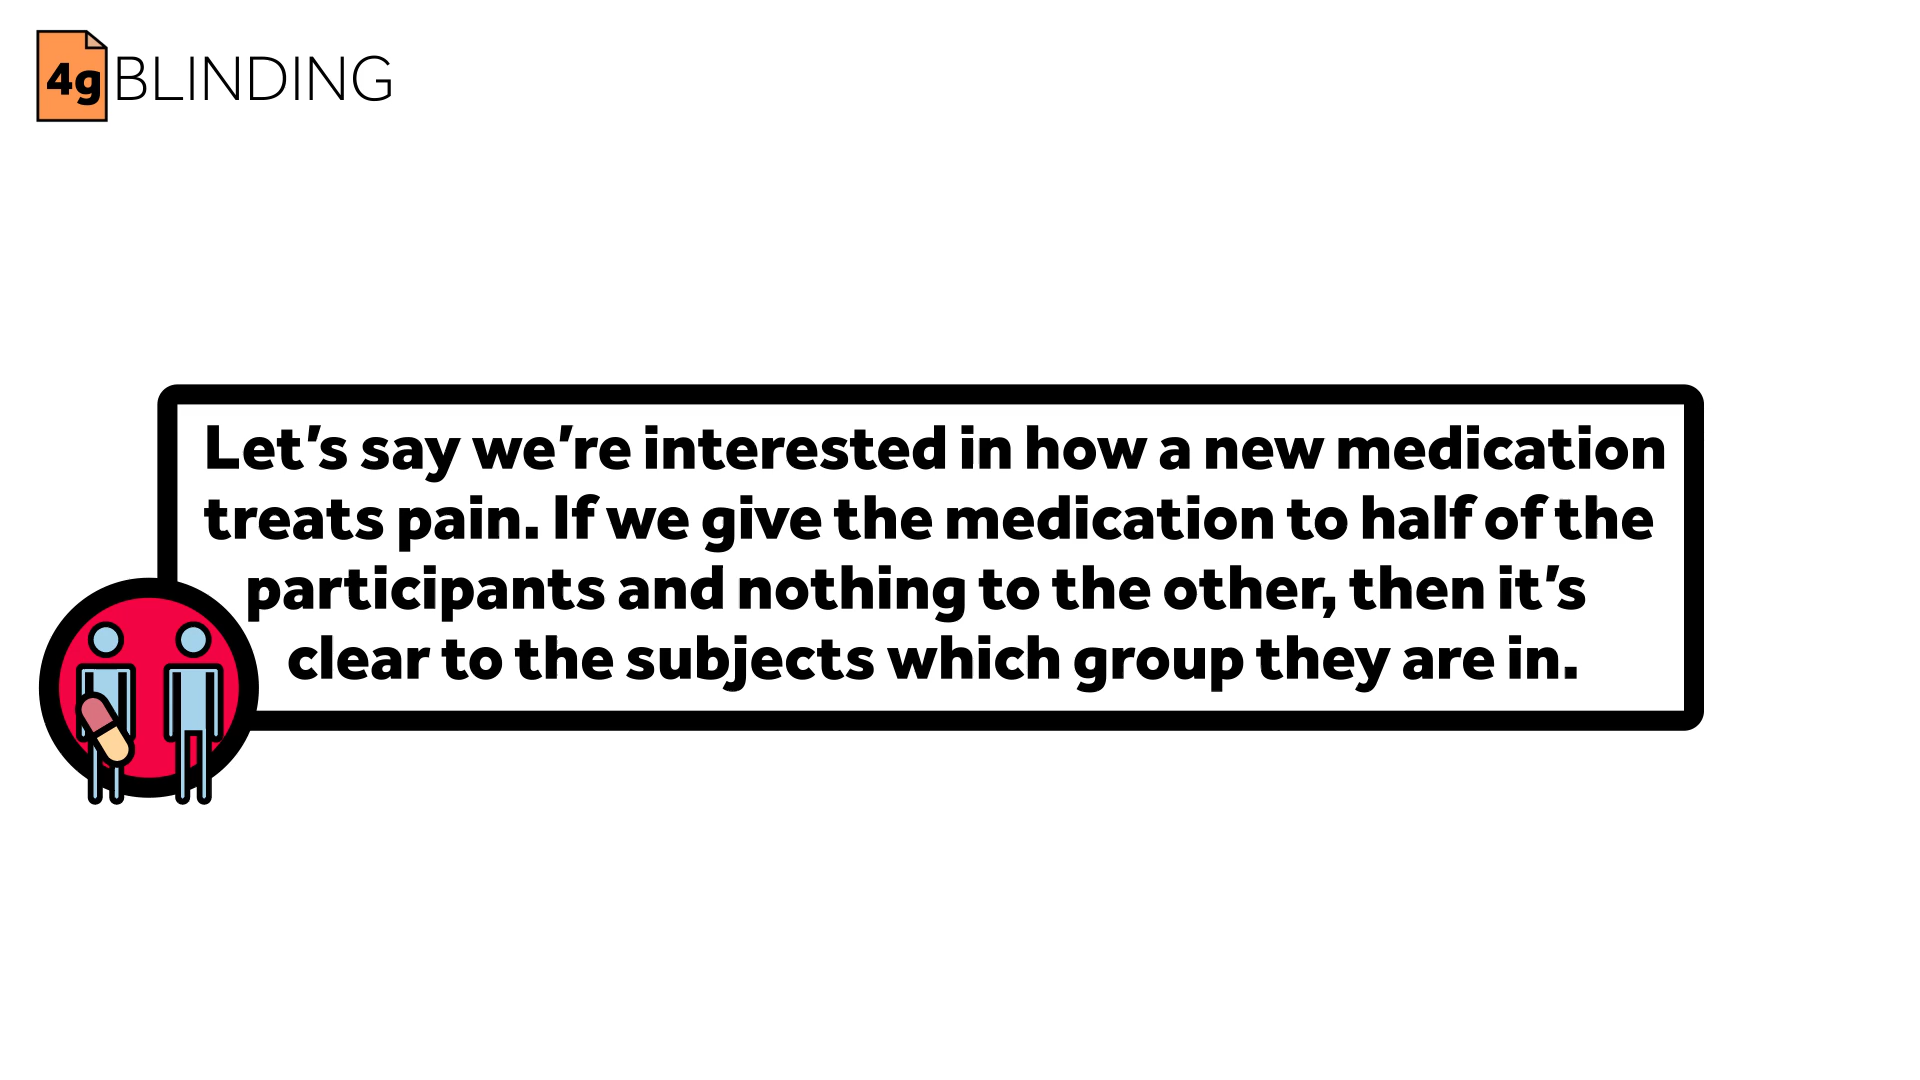 4g BLINDING
Let’s say we’re interested in how a new medication
treats pain. If we give the medication to half of the
participants and nothing to the other, then it’s
clear to the subjects which group they are in.